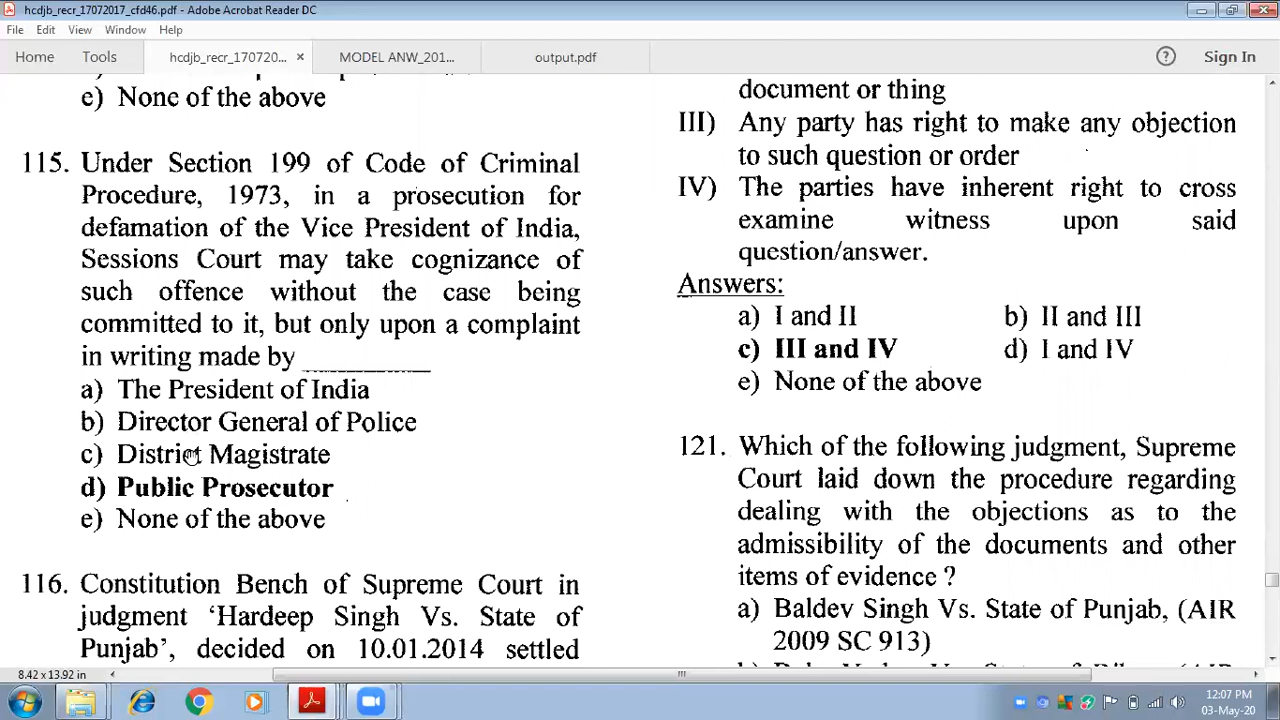 hcdjb_recr_17072017_cfd46.pdf - Adobe Acrobat Reader DC
File Edit View Window Help
Home Tools hcdjb_recr_170720... × MODEL ANW_201... output.pdf Sign In
e) None of the above
115. Under Section 199 of Code of Criminal
Procedure, 1973, in a prosecution for
defamation of the Vice President of India,
Sessions Court may take cognizance of
such offence without the case being
committed to it, but only upon a complaint
in writing made by ___________
a) The President of India
b) Director General of Police
c) District Magistrate
d) Public Prosecutor
e) None of the above
116. Constitution Bench of Supreme Court in
judgment ‘Hardeep Singh Vs. State of
Punjab’, decided on 10.01.2014 settled
document or thing
III) Any party has right to make any objection
to such question or order
IV) The parties have inherent right to cross
examine witness upon said
question/answer.
Answers:
a) I and II b) II and III
c) III and IV d) I and IV
e) None of the above
121. Which of the following judgment, Supreme
Court laid down the procedure regarding
dealing with the objections as to the
admissibility of the documents and other
items of evidence ?
a) Baldev Singh Vs. State of Punjab, (AIR
2009 SC 913)
8.42 x 13.92 in
12:07 PM
03-May-20